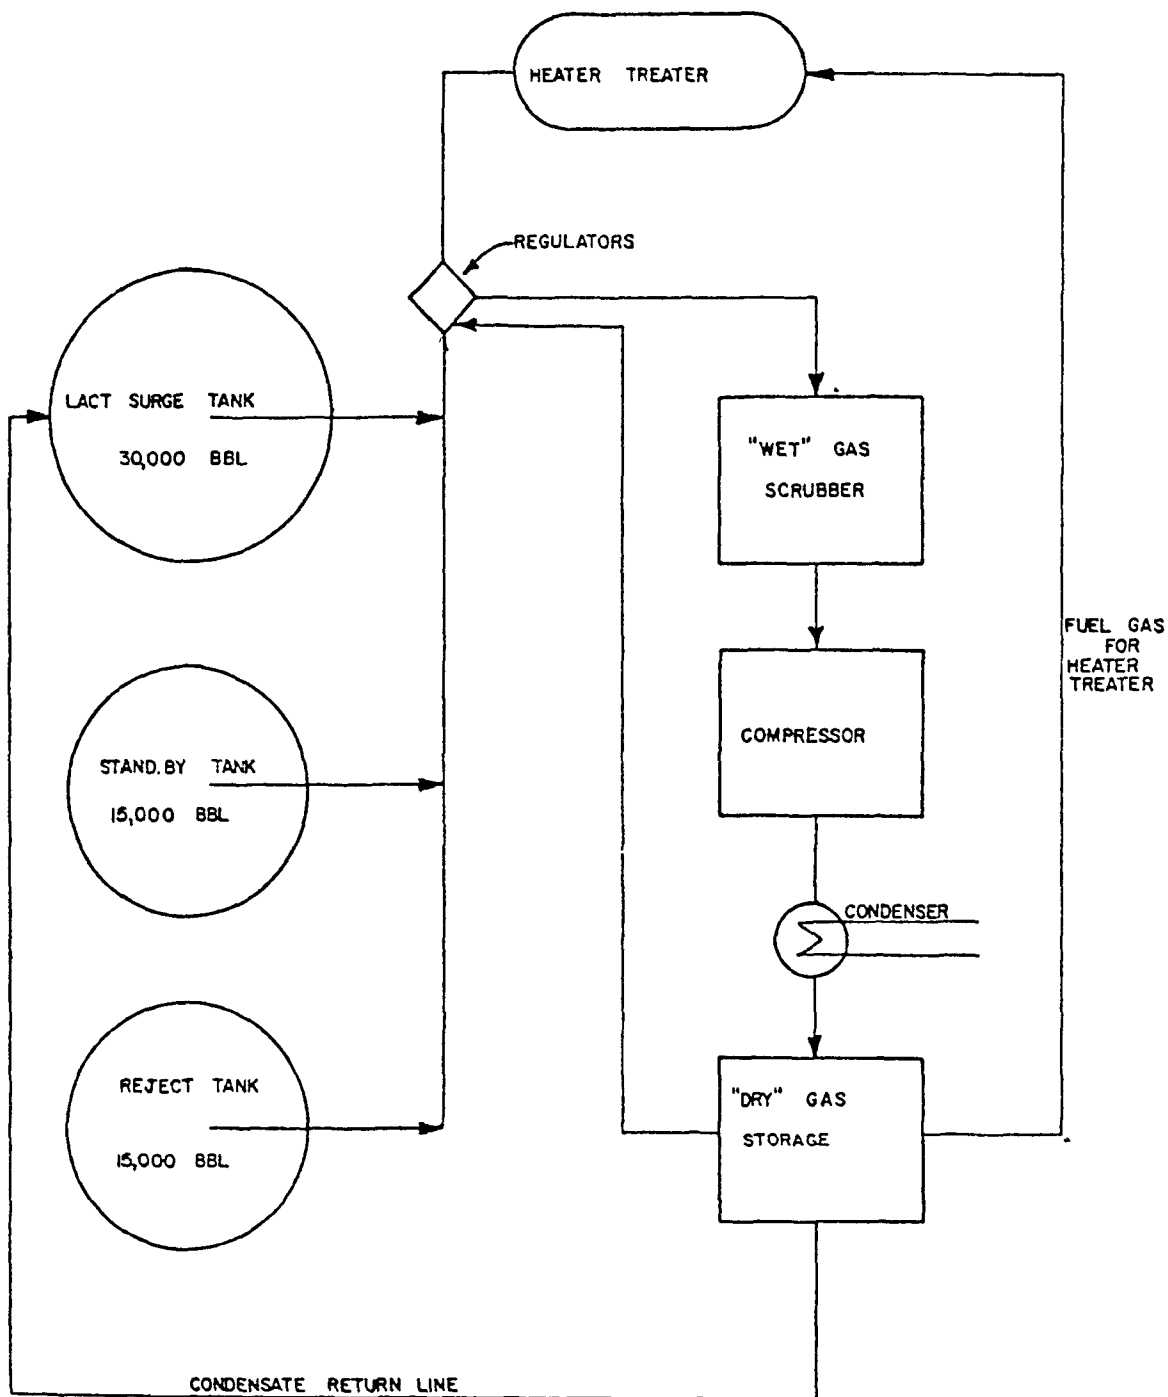 HEATER TREATER
REGULATORS
LACT SURGE TANK
30,000 BBL
"WET" GAS
SCRUBBER
FUEL GAS
FOR
HEATER
TREATER
COMPRESSOR
STAND.BY TANK
15,000 BBL
CONDENSER
REJECT TANK
15,000 BBL
"DRY" GAS
STORAGE
CONDENSATE RETURN LINE